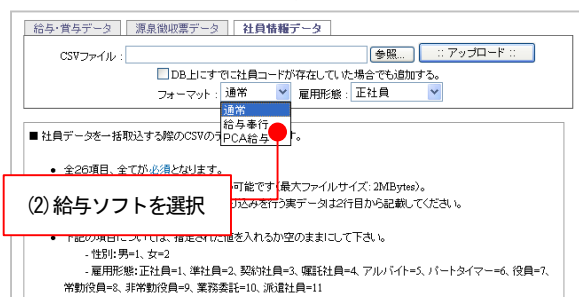 給与・賞与データ 源泉徴収票データ 社員情報データ
CSVファイル： 参照... :: アップロード ::
DB上にすでに社員コードが存在していた場合でも追加する。
フォーマット： 通常 雇用形態： 正社員
通常
給与奉行
PCA給与
す。
■ 社員データを一括取込する際のCSVの
• 全26項目、全てが必須となります。
可能です(最大ファイルサイズ: 2MBytes)。
込みを行う実データは2行目から記載してください。
(2)給与ソフトを選択
• 下記の項目については、指定された値を入れるか空のままにして下さい。
- 性別: 男=1、女=2
- 雇用形態: 正社員=1、準社員=2、契約社員=3、嘱託社員=4、アルバイト=5、パートタイマー=6、役員=7、
常勤役員=8、非常勤役員=9、業務委託=10、派遣社員=11